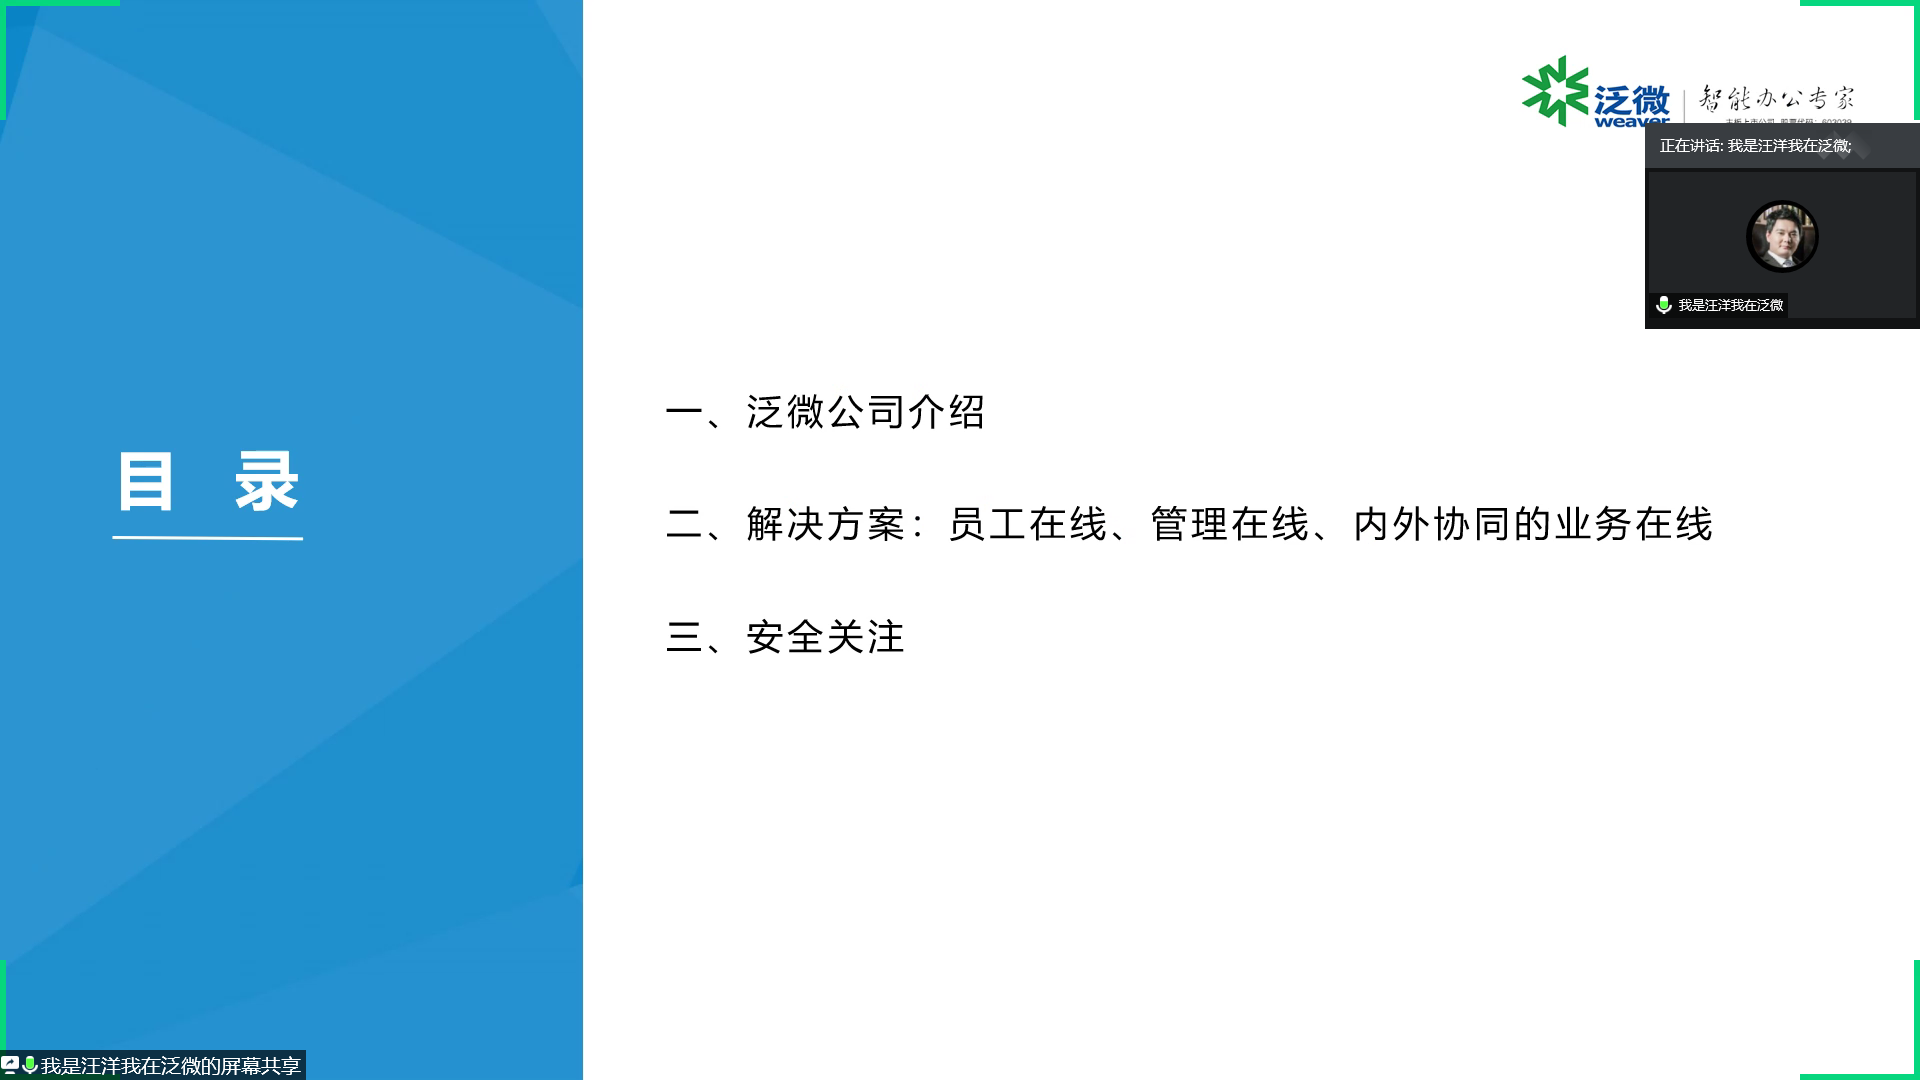 泛微
weaver
智能办公专家
正在讲话: 我是汪洋我在泛微;
我是汪洋我在泛微
目 录
一、泛微公司介绍
二、解决方案：员工在线、管理在线、内外协同的业务在线
三、安全关注
我是汪洋我在泛微的屏幕共享